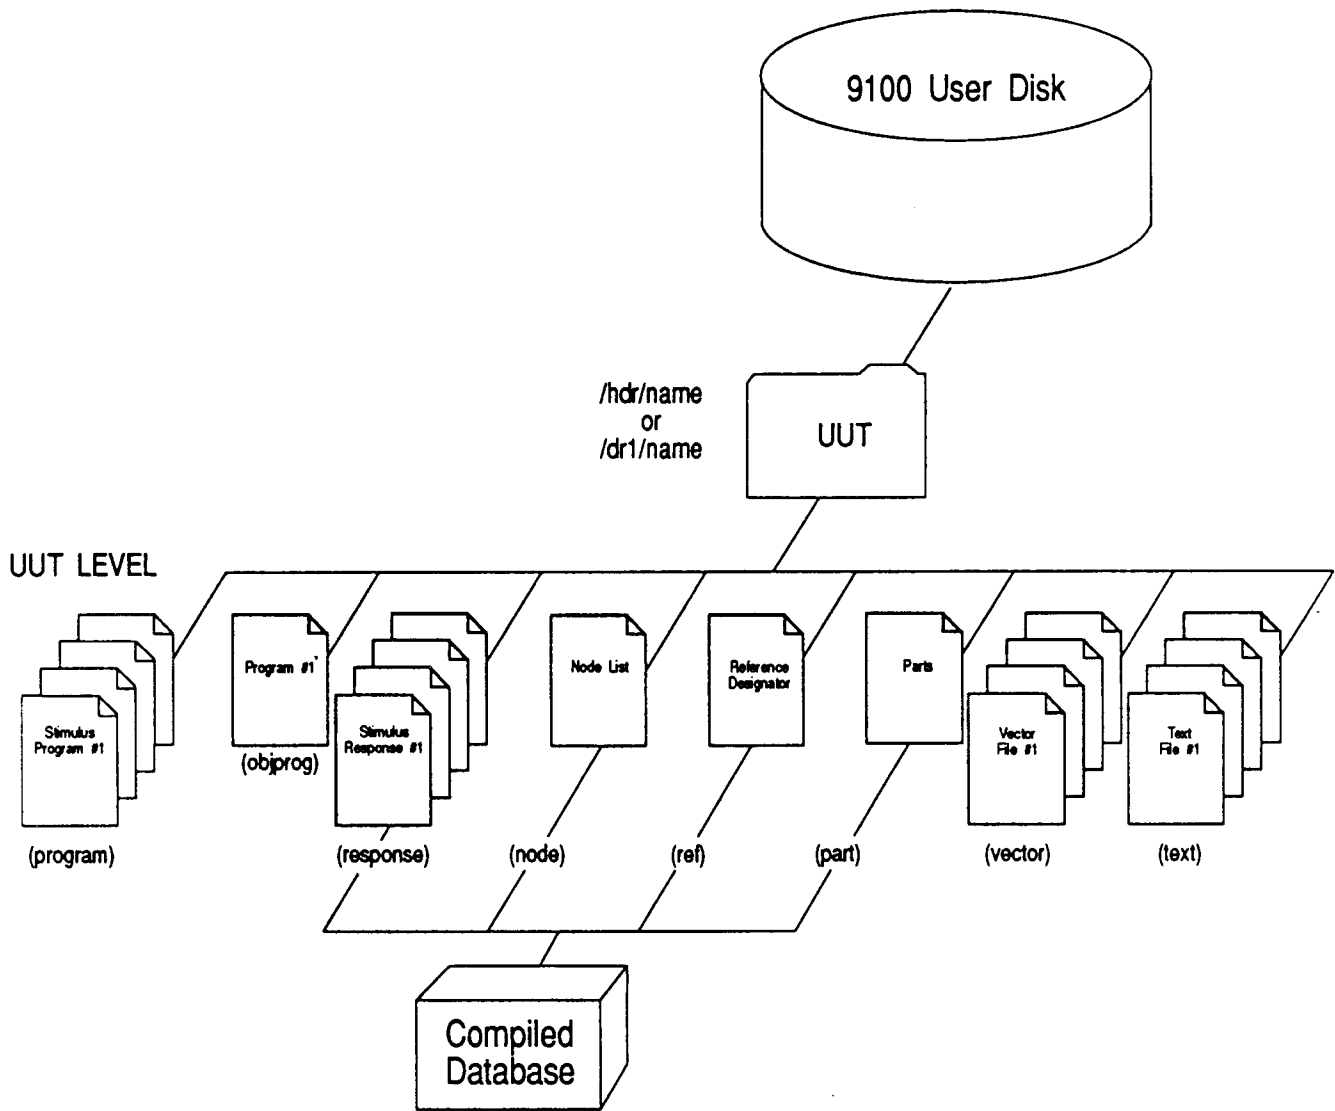 9100 User Disk
/hdr/name
or
/dr1/name
UUT
UUT LEVEL
Stimulus
Program #1
Program #1*
Stimulus
Response #1
Node List
Reference
Designator
Parts
Vector
File #1
Text
File #1
(objprog)
(program)
(response)
(node)
(ref)
(part)
(vector)
(text)
Compiled
Database